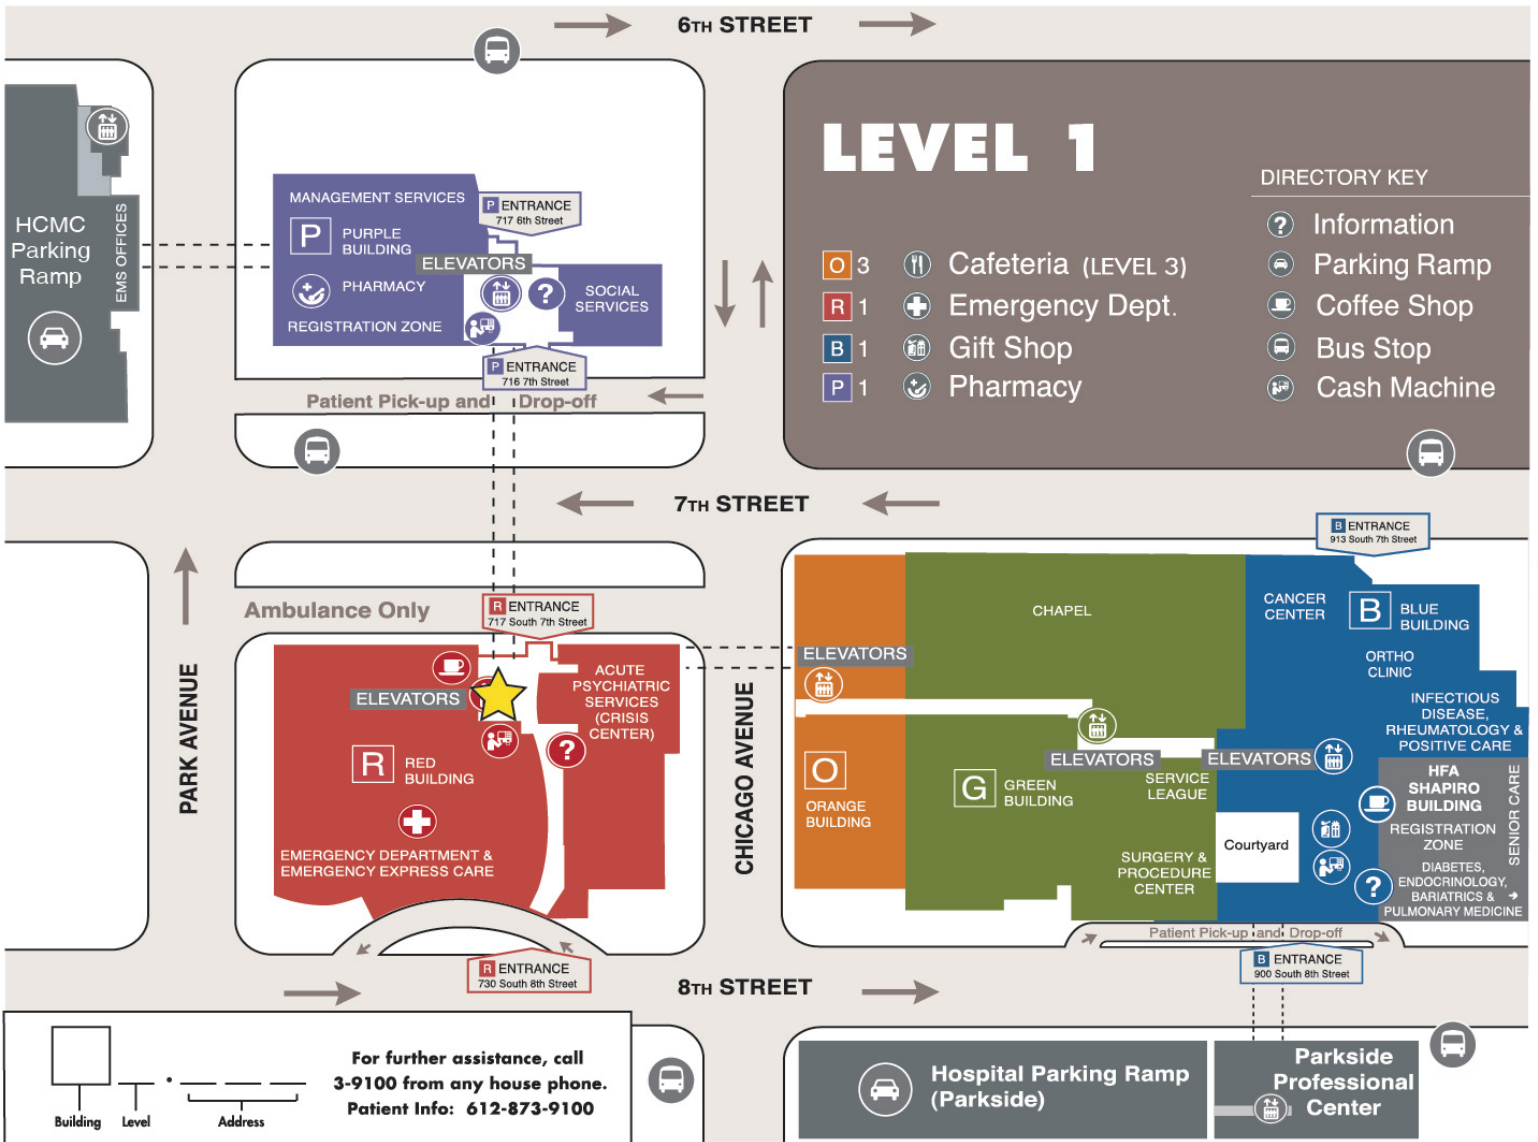 6TH STREET
LEVEL 1
DIRECTORY KEY
Information
O 3 Cafeteria (LEVEL 3)
Parking Ramp
R 1 Emergency Dept.
Coffee Shop
B 1 Gift Shop
Bus Stop
P 1 Pharmacy
Cash Machine
HCMC
Parking
Ramp
EMS OFFICES
MANAGEMENT SERVICES
P ENTRANCE
717 6th Street
P
PURPLE
BUILDING
ELEVATORS
PHARMACY
?
SOCIAL
SERVICES
REGISTRATION ZONE
P ENTRANCE
716 7th Street
Patient Pick-up and Drop-off
7TH STREET
PARK AVENUE
Ambulance Only
R ENTRANCE
717 South 7th Street
ELEVATORS
ACUTE
PSYCHIATRIC
SERVICES
(CRISIS
CENTER)
?
R
RED
BUILDING
EMERGENCY DEPARTMENT &
EMERGENCY EXPRESS CARE
R ENTRANCE
730 South 8th Street
CHICAGO AVENUE
B ENTRANCE
913 South 7th Street
CHAPEL
CANCER
CENTER
B
BLUE
BUILDING
ELEVATORS
ORTHO
CLINIC
INFECTIOUS
DISEASE,
RHEUMATOLOGY &
POSITIVE CARE
ELEVATORS
ELEVATORS
O
ORANGE
BUILDING
G
GREEN
BUILDING
SERVICE
LEAGUE
HFA
SHAPIRO
BUILDING
SENIOR CARE
REGISTRATION
ZONE
Courtyard
SURGERY &
PROCEDURE
CENTER
?
DIABETES,
ENDOCRINOLOGY,
BARIATRICS &
PULMONARY MEDICINE
Patient Pick-up and Drop-off
B ENTRANCE
900 South 8th Street
8TH STREET
Building Level Address
For further assistance, call
3-9100 from any house phone.
Patient Info: 612-873-9100
Hospital Parking Ramp
(Parkside)
Parkside
Professional
Center